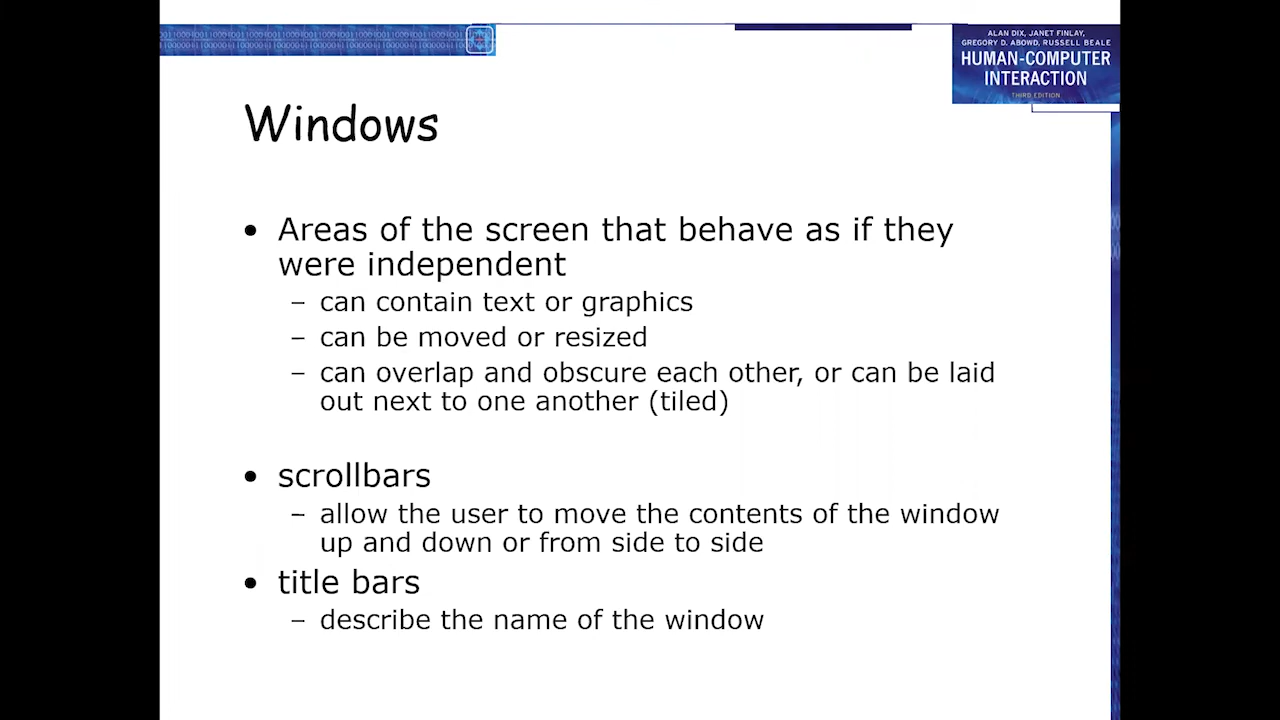 ALAN DIX, JANET FINLAY,
GREGORY D. ABOWD, RUSSELL BEALE
HUMAN-COMPUTER
INTERACTION
THIRD EDITION
Windows
• Areas of the screen that behave as if they
were independent
– can contain text or graphics
– can be moved or resized
– can overlap and obscure each other, or can be laid
out next to one another (tiled)
• scrollbars
– allow the user to move the contents of the window
up and down or from side to side
• title bars
– describe the name of the window